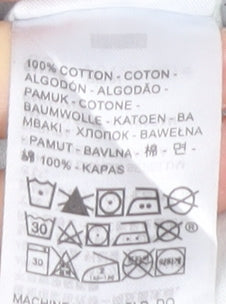 100% COTTON - COTON -
ALGODÓN - ALGODÃO -
PAMUK - COTONE -
BAUMWOLLE - KATOEN - BA
MBAKI - ХЛОПОК - BAWEŁNA
- PAMUT - BAVLNA - 棉 - 면 -
綿 100% - KAPAS
30
30